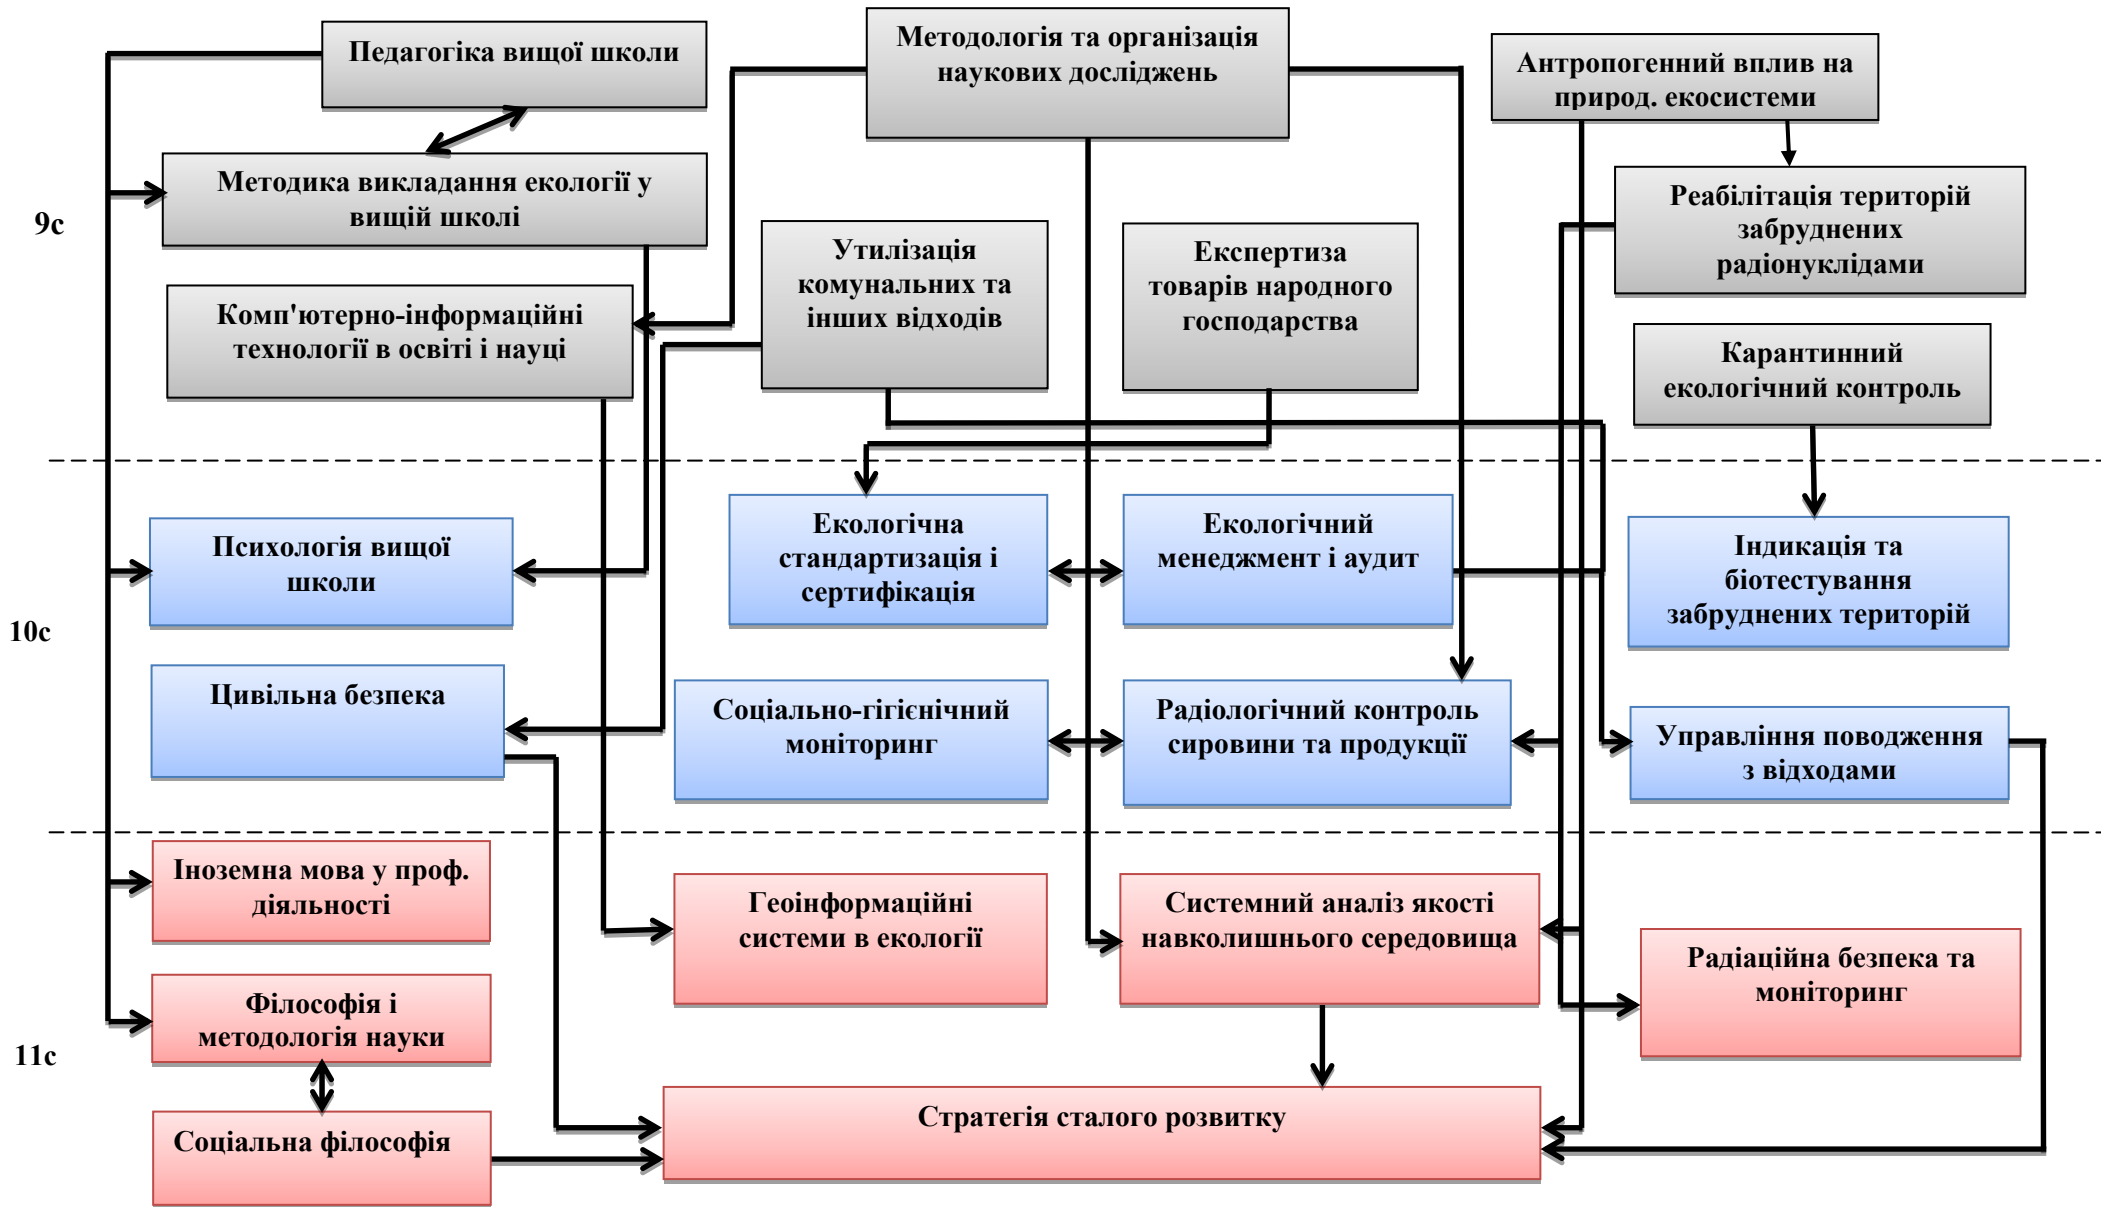 Педагогіка вищої школи
Методологія та організація
наукових досліджень
Антропогенний вплив на
природ. екосистеми
Методика викладання екології у
вищій школі
Реабілітація територій
забруднених
радіонуклідами
9с
Утилізація
комунальних та
інших відходів
Експертиза
товарів народного
господарства
Комп'ютерно-інформаційні
технології в освіті і науці
Карантинний
екологічний контроль
Психологія вищої
школи
Екологічна
стандартизація і
сертифікація
Екологічний
менеджмент і аудит
Індикація та
біотестування
забруднених територій
10с
Цивільна безпека
Соціально-гігієнічний
моніторинг
Радіологічний контроль
сировини та продукції
Управління поводження
з відходами
Іноземна мова у проф.
діяльності
Геоінформаційні
системи в екології
Системний аналіз якості
навколишнього середовища
Радіаційна безпека та
моніторинг
Філософія і
методологія науки
11с
Соціальна філософія
Стратегія сталого розвитку